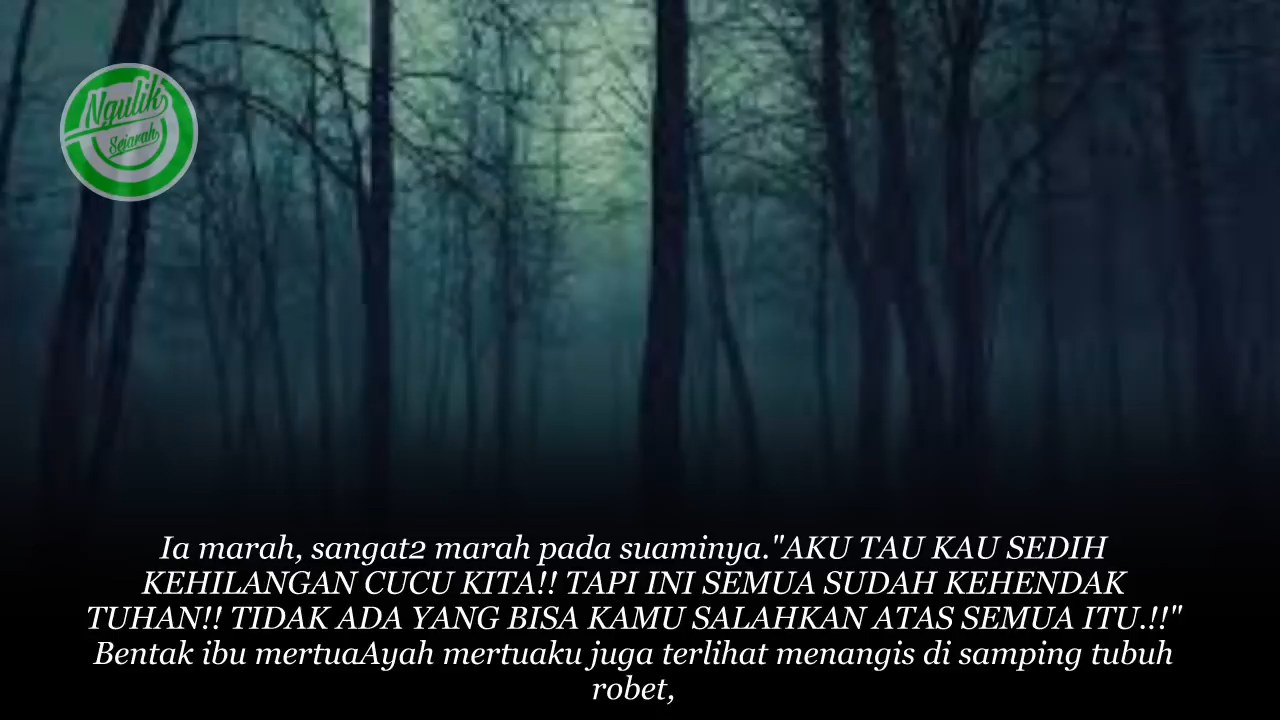 Ngulik
Sejarah
Ia marah, sangat2 marah pada suaminya."AKU TAU KAU SEDIH
KEHILANGAN CUCU KITA!! TAPI INI SEMUA SUDAH KEHENDAK
TUHAN!! TIDAK ADA YANG BISA KAMU SALAHKAN ATAS SEMUA ITU.!!"
Bentak ibu mertuaAyah mertuaku juga terlihat menangis di samping tubuh
robet,